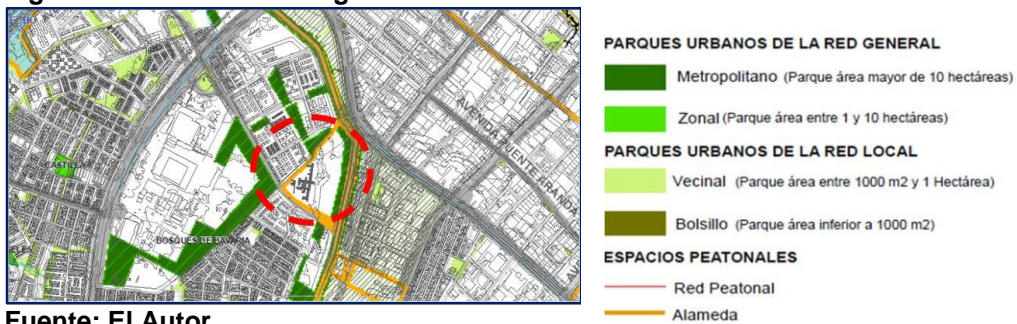 PARQUES URBANOS DE LA RED GENERAL
Metropolitano (Parque área mayor de 10 hectáreas)
Zonal (Parque área entre 1 y 10 hectáreas)
PARQUES URBANOS DE LA RED LOCAL
Vecinal (Parque área entre 1000 m2 y 1 Hectárea)
Bolsillo (Parque área inferior a 1000 m2)
ESPACIOS PEATONALES
Red Peatonal
Alameda
AVENIDA PUENTE ARANDA
BOSQUES DE BAVARIA
Fuente: El Autor